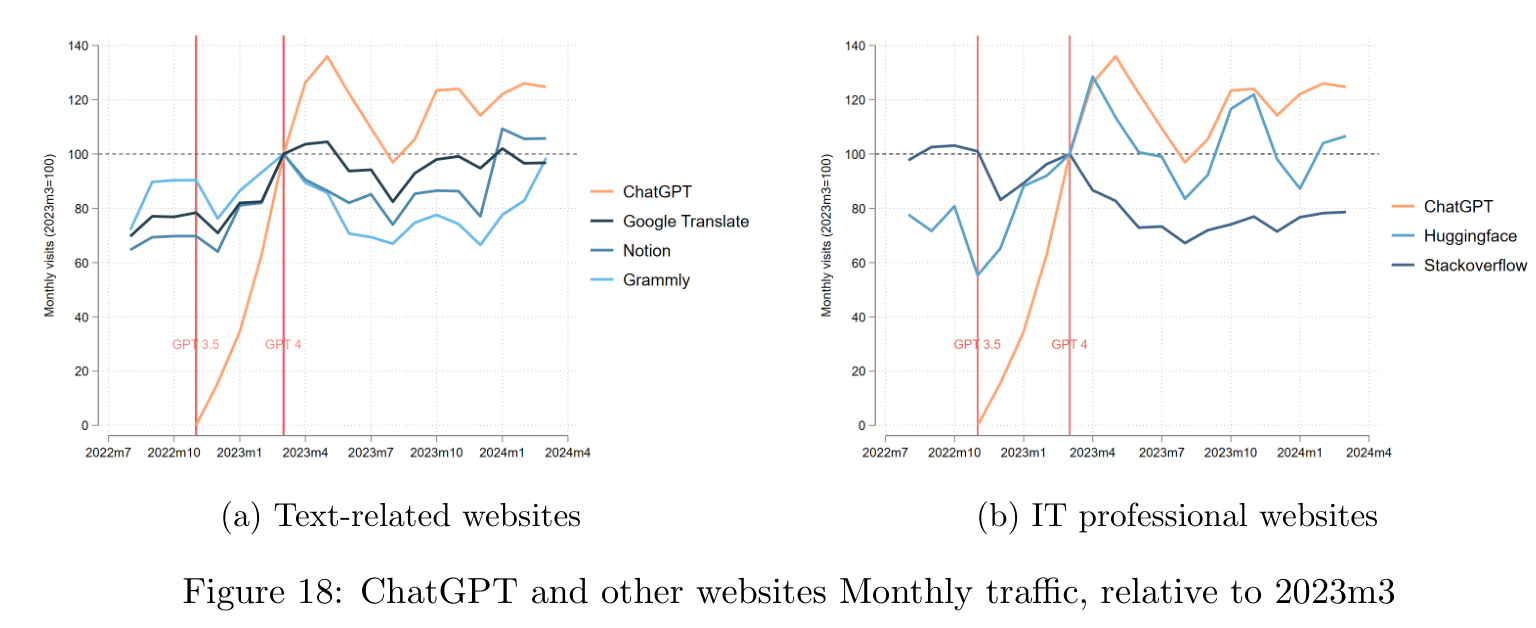 140
120
100
80
60
40
20
0
Monthly visits (2023m3=100)
GPT 3.5
GPT 4
2022m7 2022m10 2023m1 2023m4 2023m7 2023m10 2024m1 2024m4
ChatGPT
Google Translate
Notion
Grammly
(a) Text-related websites
140
120
100
80
60
40
20
0
Monthly visits (2023m3=100)
GPT 3.5
GPT 4
2022m7 2022m10 2023m1 2023m4 2023m7 2023m10 2024m1 2024m4
ChatGPT
Huggingface
Stackoverflow
(b) IT professional websites
Figure 18: ChatGPT and other websites Monthly traffic, relative to 2023m3